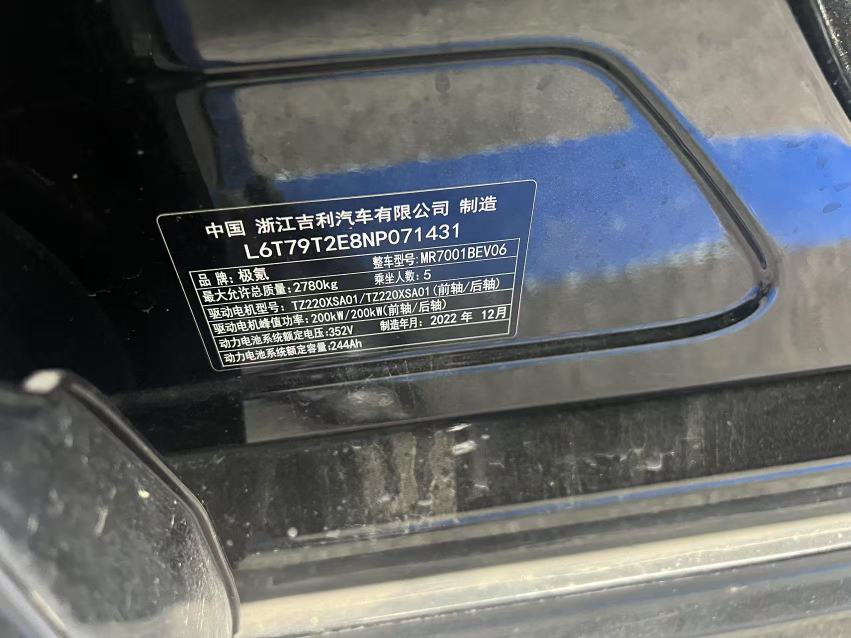 中国 浙江吉利汽车有限公司 制造
L6T79T2E8NP071431
品 牌: 极氪 整车型号: MR7001BEV06
最大允许总质量: 2780kg 乘坐人数: 5
驱动电机型号: TZ220XSA01/TZ220XSA01(前轴/后轴)
驱动电机峰值功率: 200kW/200kW(前轴/后轴)
动力电池系统额定电压: 352V 制造年月: 2022 年 12月
动力电池系统额定容量: 244Ah